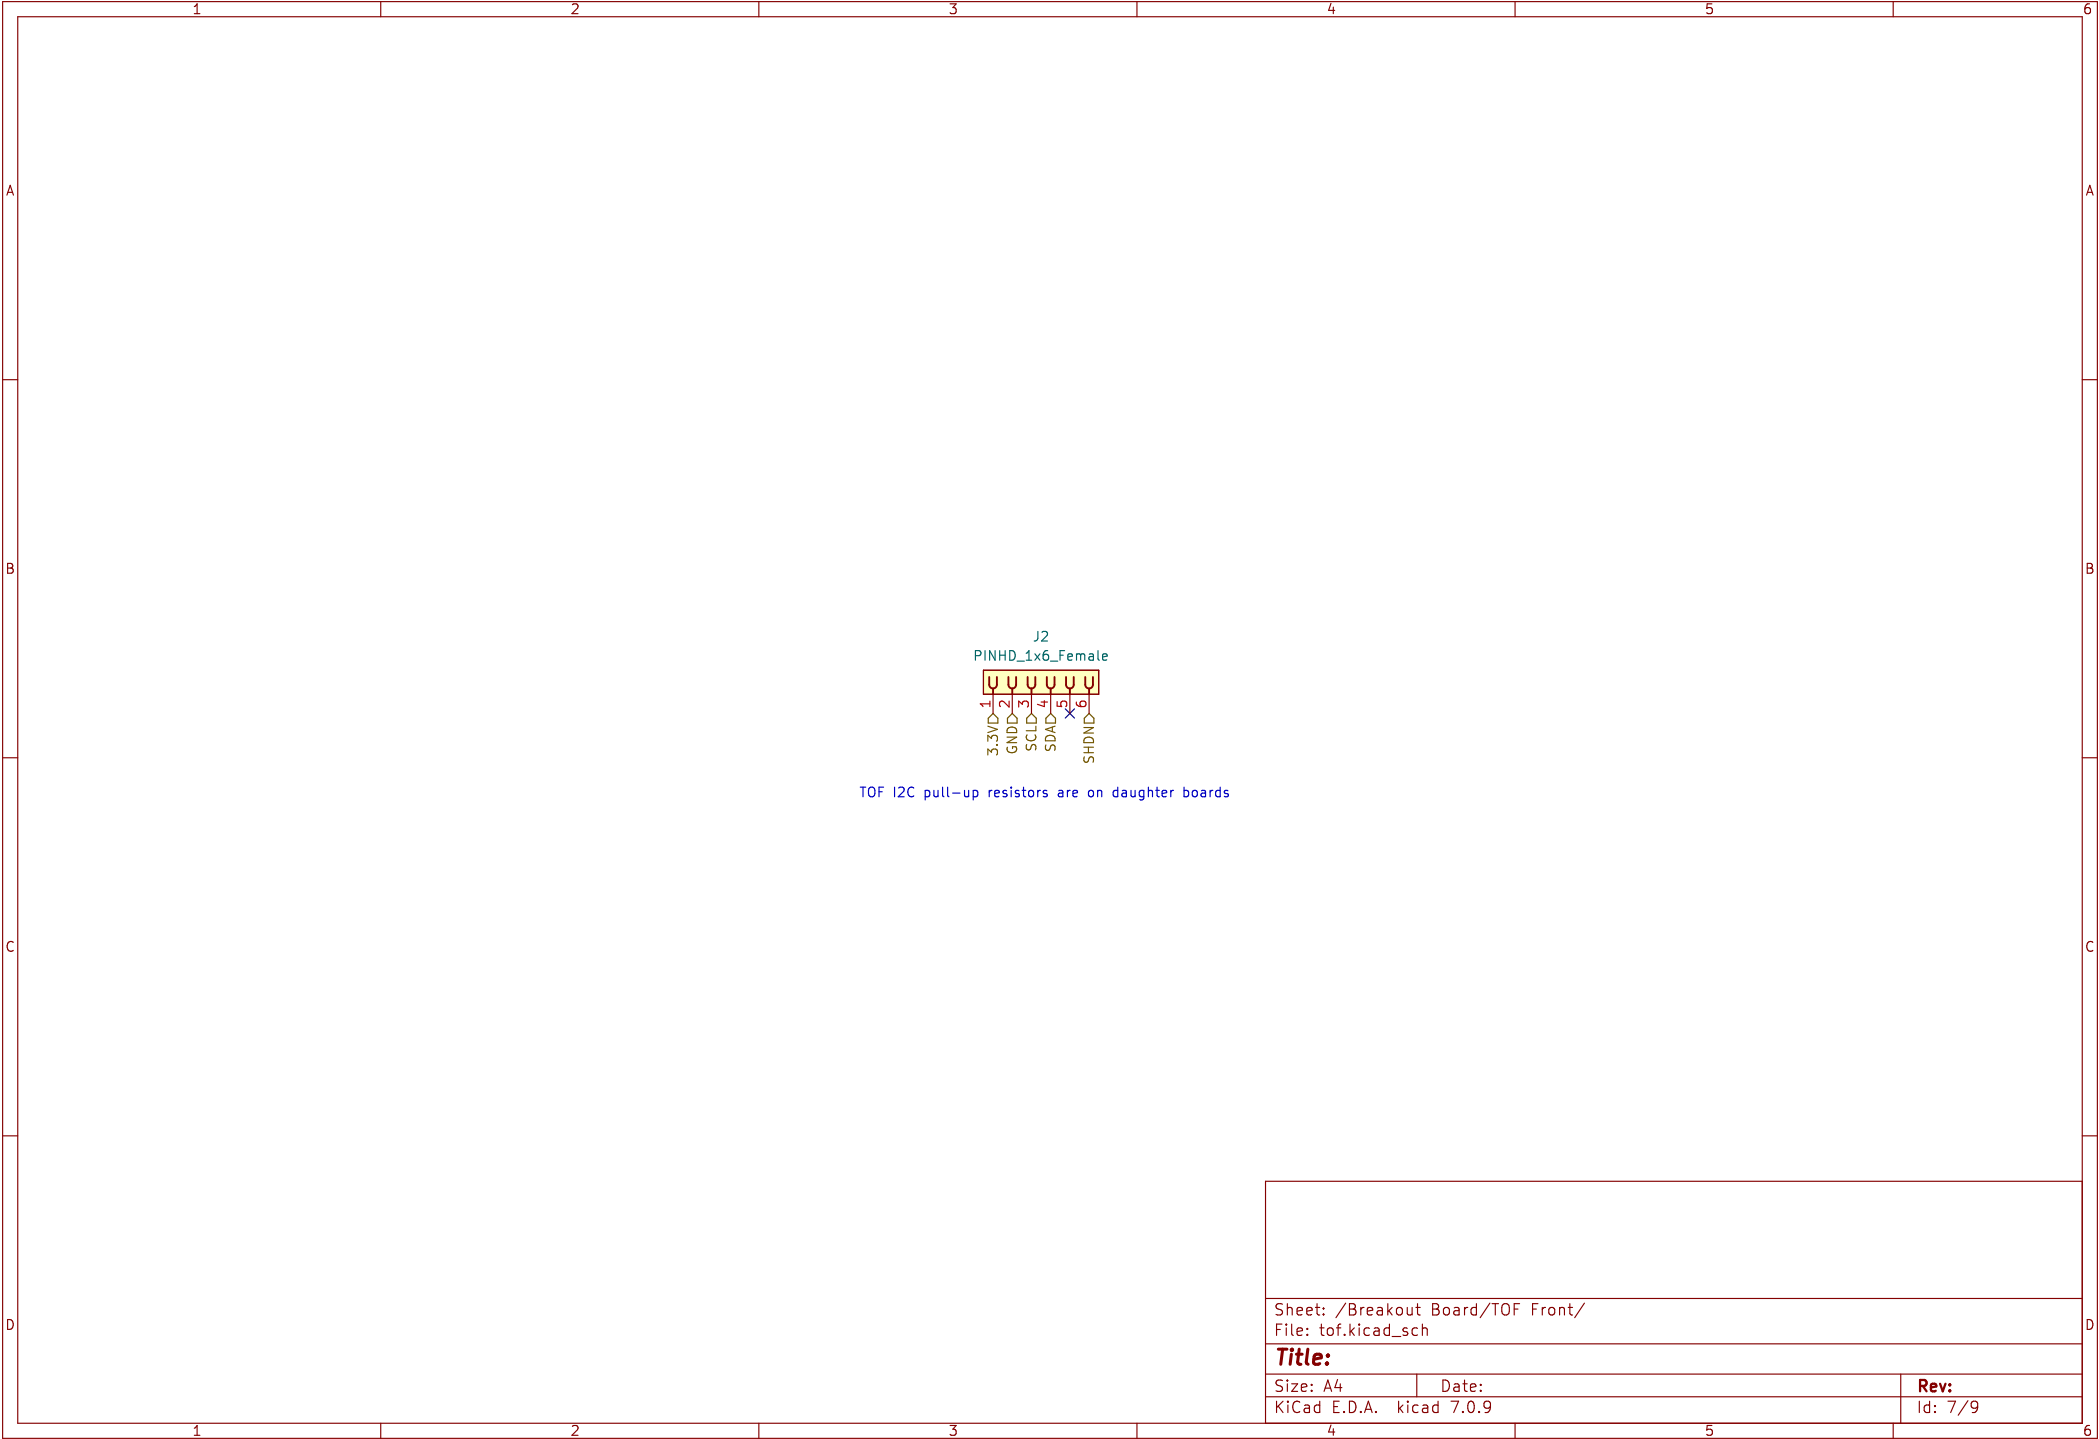 1 2 3 4 5 6
A A
B B
J2
PINHD_1x6_Female
1 2 3 4 5 6
3.3V GND SCL SDA SHDN
TOF I2C pull-up resistors are on daughter boards
C C
Sheet: /Breakout Board/TOF Front/
File: tof.kicad_sch
D D
Title:
Size: A4 Date: Rev:
KiCad E.D.A. kicad 7.0.9 Id: 7/9
1 2 3 4 5 6